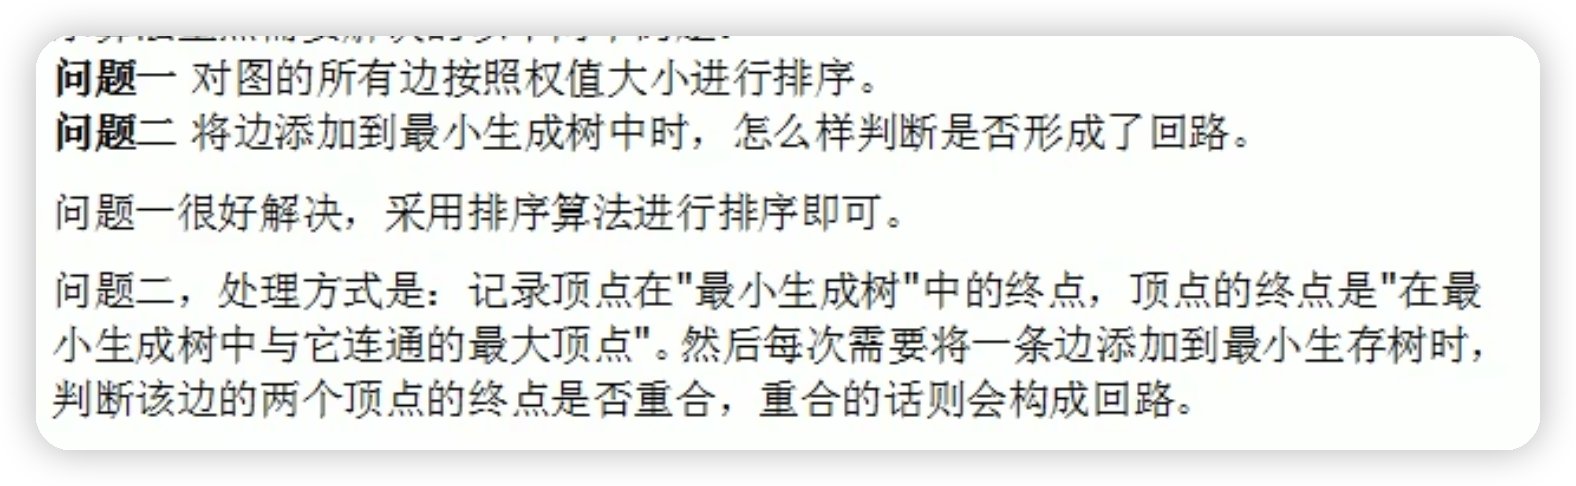 问题一 对图的所有边按照权值大小进行排序。
问题二 将边添加到最小生成树中时，怎么样判断是否形成了回路。
问题一很好解决，采用排序算法进行排序即可。
问题二，处理方式是：记录顶点在"最小生成树"中的终点，顶点的终点是"在最
小生成树中与它连通的最大顶点"。然后每次需要将一条边添加到最小生存树时，
判断该边的两个顶点的终点是否重合，重合的话则会构成回路。